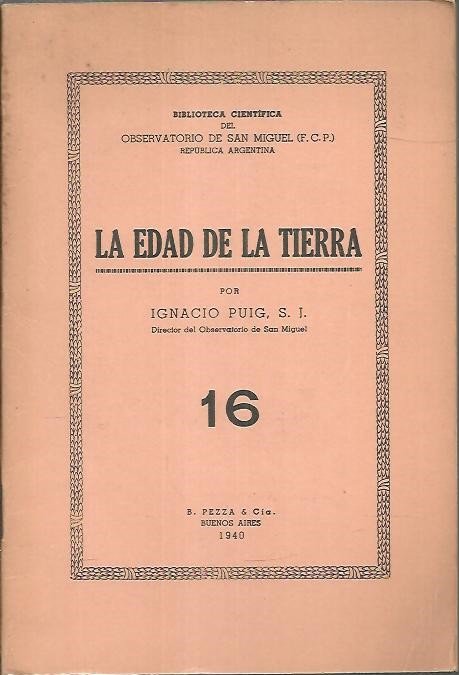 BIBLIOTECA CIENTÍFICA
DEL
OBSERVATORIO DE SAN MIGUEL (F.C.P.)
REPÚBLICA ARGENTINA
LA EDAD DE LA TIERRA
POR
IGNACIO PUIG, S. J.
Director del Observatorio de San Miguel
16
B. PEZZA & Cía.
BUENOS AIRES
1940